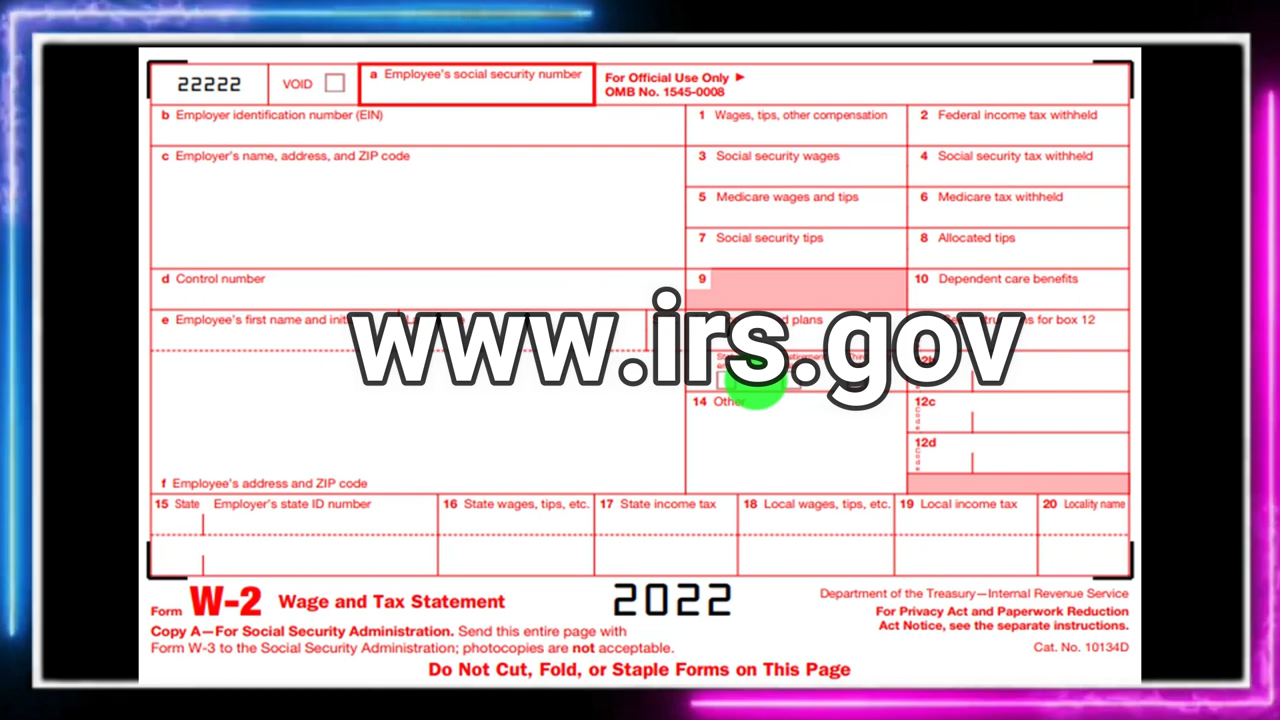 22222
VOID
a Employee's social security number
For Official Use Only ►
OMB No. 1545-0008
b Employer identification number (EIN)
1 Wages, tips, other compensation
2 Federal income tax withheld
c Employer's name, address, and ZIP code
3 Social security wages
4 Social security tax withheld
5 Medicare wages and tips
6 Medicare tax withheld
7 Social security tips
8 Allocated tips
d Control number
9
10 Dependent care benefits
e Employee's first name and
plans
for box 12
www.irs.gov
14 Other
12c
12d
f Employee's address and ZIP code
15 State
Employer's state ID number
16 State wages, tips, etc.
17 State income tax
18 Local wages, tips, etc.
19 Local income tax
20 Locality name
Form W-2 Wage and Tax Statement
2022
Department of the Treasury—Internal Revenue Service
For Privacy Act and Paperwork Reduction
Act Notice, see the separate instructions.
Copy A—For Social Security Administration. Send this entire page with
Form W-3 to the Social Security Administration; photocopies are not acceptable.
Cat. No. 10134D
Do Not Cut, Fold, or Staple Forms on This Page